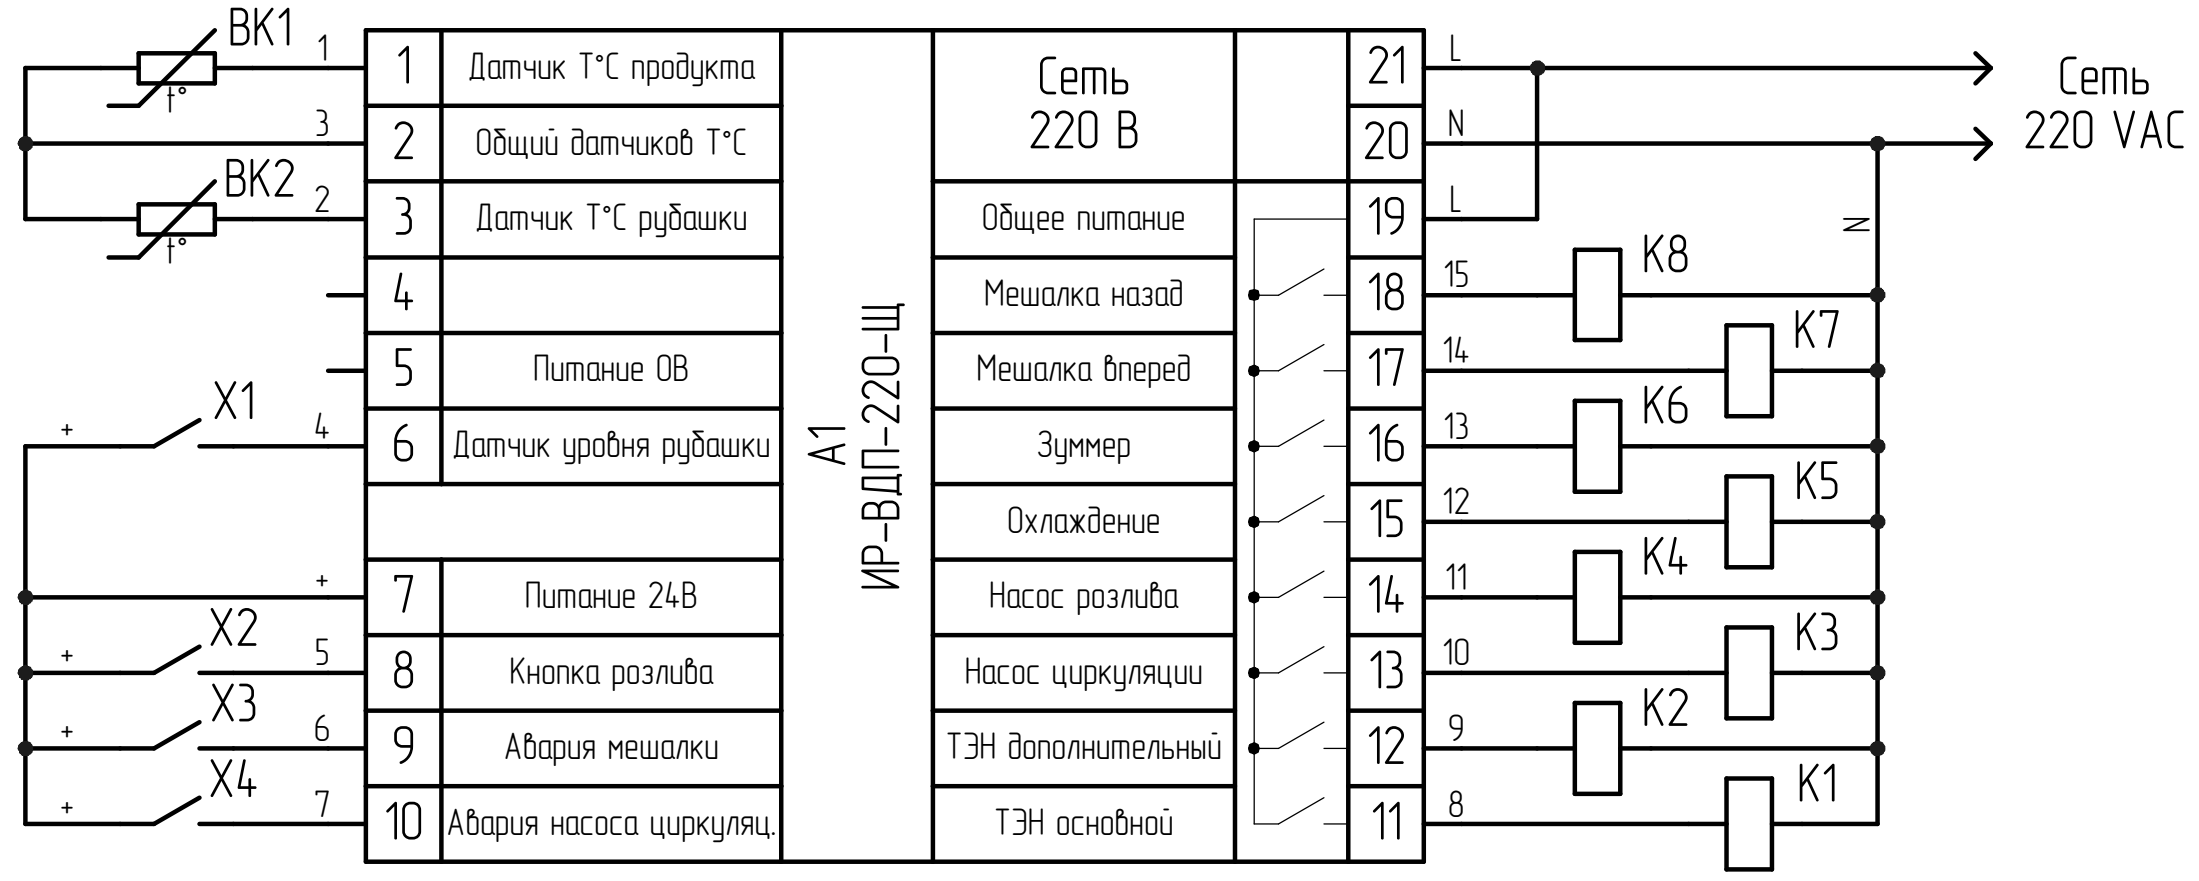 BK1
1
t°
3
BK2
2
t°
X1
+
4
+
X2
+
5
X3
+
6
X4
+
7
1 Датчик Т°С продукта
2 Общий датчиков Т°С
3 Датчик Т°С рубашки
4
5 Питание 0В
6 Датчик уровня рубашки
7 Питание 24В
8 Кнопка розлива
9 Авария мешалки
10 Авария насоса циркуляц.
А1
ИР-ВДП-220-Щ
Сеть
220 В
Общее питание
Мешалка назад
Мешалка вперед
Зуммер
Охлаждение
Насос розлива
Насос циркуляции
ТЭН дополнительный
ТЭН основной
21
20
19
18
17
16
15
14
13
12
11
L
N
L
15
14
13
12
11
10
9
8
Сеть
220 VAC
N
K8
K7
K6
K5
K4
K3
K2
K1